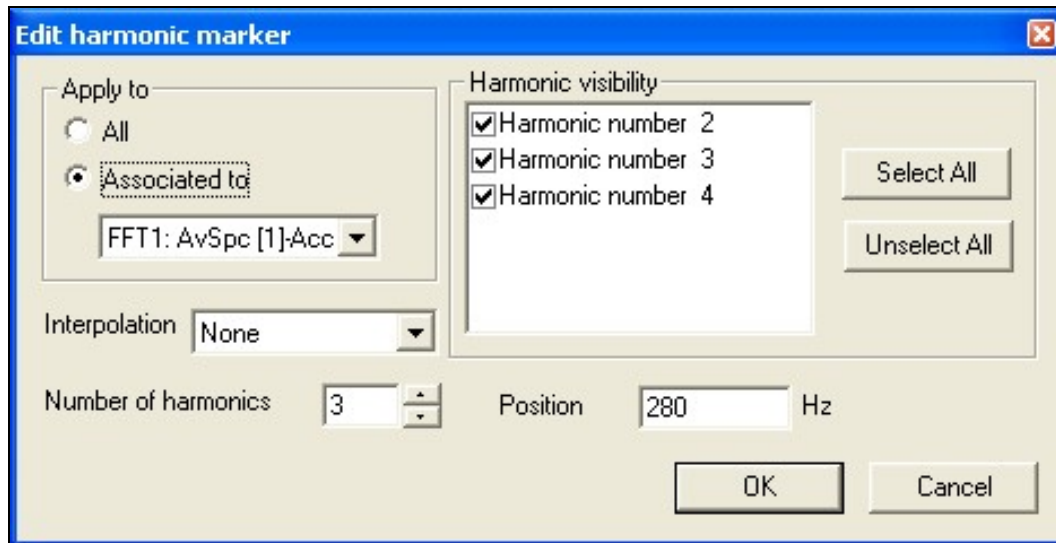 Edit harmonic marker
Apply to
All
Associated to
FFT1: AvSpc [1]-Acc
Harmonic visibility
Harmonic number 2
Harmonic number 3
Harmonic number 4
Select All
Unselect All
Interpolation None
Number of harmonics 3 Position 280 Hz
OK Cancel